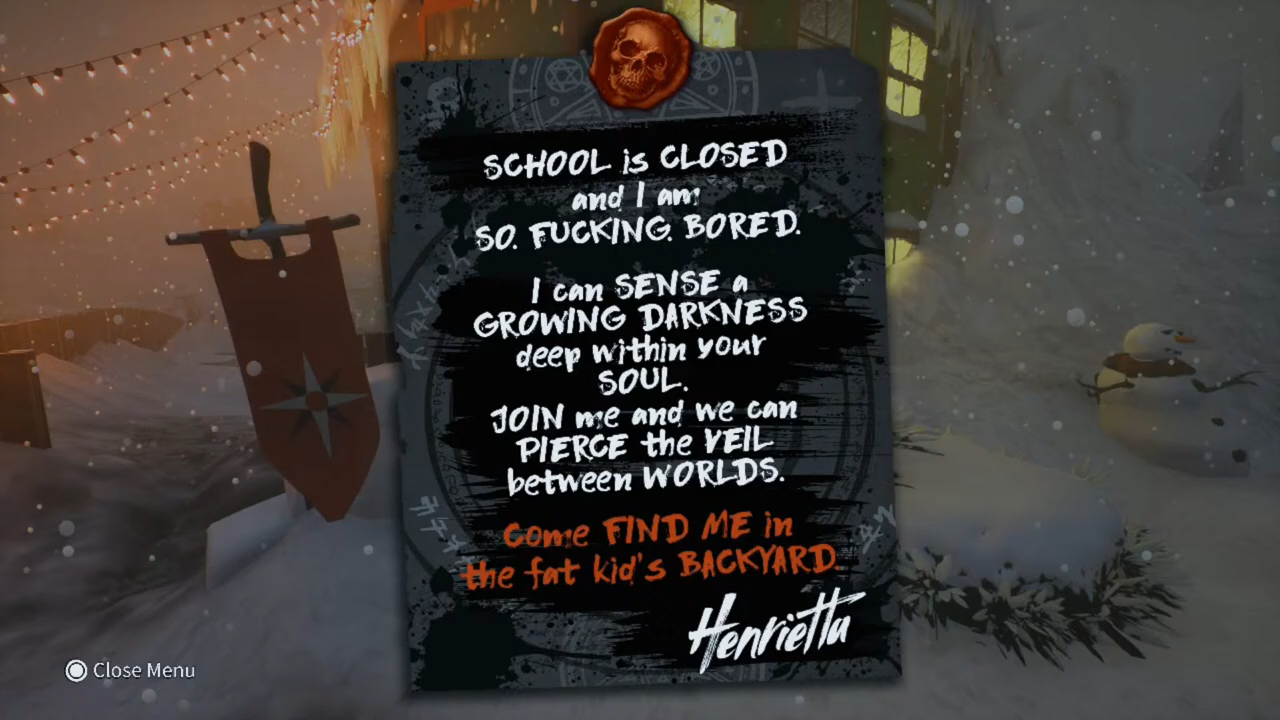 SCHOOL is CLOSED
and I am
SO. FUCKING. BORED.
I can SENSE a
GROWING DARKNESS
deep within your
SOUL.
JOIN me and we can
PIERCE the VEIL
between WORLDS.
Come FIND ME in
the fat kid's BACKYARD.
Henrietta
Close Menu